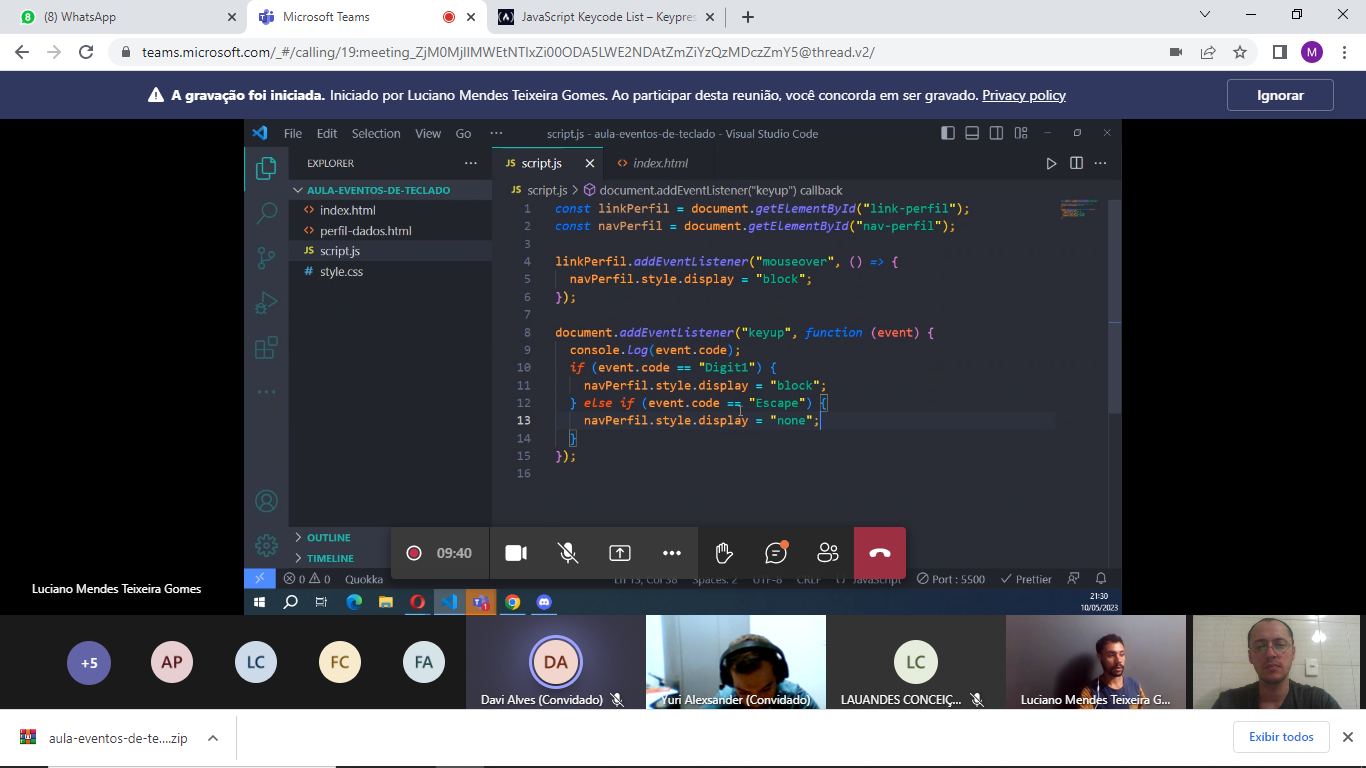 (8) WhatsApp
Microsoft Teams
JavaScript Keycode List – Keypres
teams.microsoft.com/_#/calling/19:meeting_ZjM0MjllMWEtNTIxZi00ODA5LWE2NDAtZmZiYzQzMDczZmY5@thread.v2/
M
A gravação foi iniciada. Iniciado por Luciano Mendes Teixeira Gomes. Ao participar desta reunião, você concorda em ser gravado. Privacy policy
Ignorar
File Edit Selection View Go ···
script.js - aula-eventos-de-teclado - Visual Studio Code
EXPLORER
AULA-EVENTOS-DE-TECLADO
<> index.html
<> perfil-dados.html
JS script.js
# style.css
OUTLINE
TIMELINE
JS script.js
<> index.html
JS script.js > document.addEventListener("keyup") callback
1 const linkPerfil = document.getElementById("link-perfil");
2 const navPerfil = document.getElementById("nav-perfil");
3
4 linkPerfil.addEventListener("mouseover", () => {
5 navPerfil.style.display = "block";
6 });
7
8 document.addEventListener("keyup", function (event) {
9 console.log(event.code);
10 if (event.code == "Digit1") {
11 navPerfil.style.display = "block";
12 } else if (event.code == "Escape") {
13 navPerfil.style.display = "none";
14 }
15 });
16
09:40
0 0 Quokka
Ln 13, Col 38 Spaces: 2 UTF-8 CRLF JavaScript Port : 5500 Prettier
1
21:30
10/05/2023
Luciano Mendes Teixeira Gomes
+5
AP
LC
FC
FA
DA
Davi Alves (Convidado)
Yuri Alexsander (Convidado)
LC
LAUANDES CONCEIÇ...
Luciano Mendes Teixeira G...
aula-eventos-de-te....zip
Exibir todos